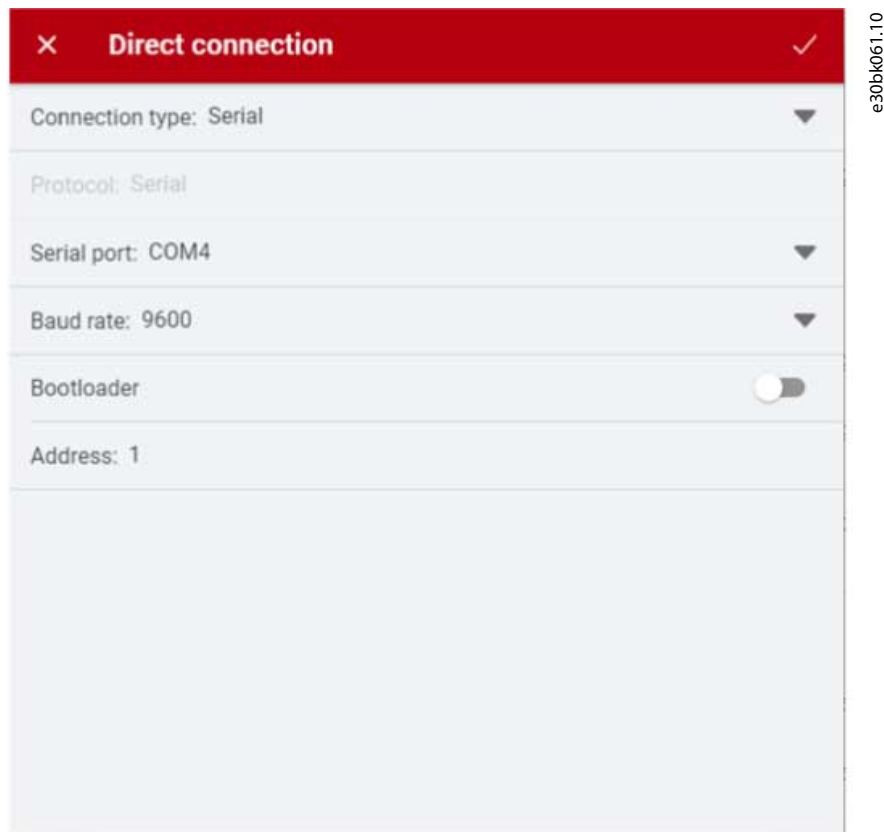 Direct connection
Connection type: Serial
Protocol: Serial
Serial port: COM4
Baud rate: 9600
Bootloader
Address: 1
e30bk061.10